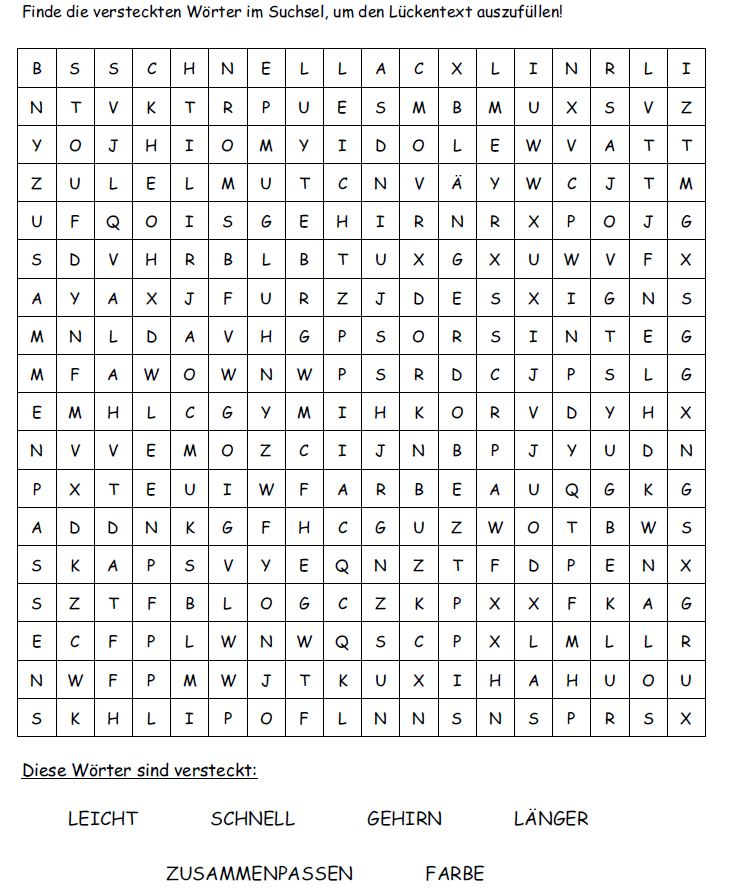 Finde die versteckten Wörter im Suchsel, um den Lückentext auszufüllen!
B S S C H N E L L A C X L I N R L I
N T V K T R P U E S M B M U X S V Z
Y O J H I O M Y I D O L E W V A T T
Z U L E L M U T C N V Ä Y W C J T M
U F Q O I S G E H I R N R X P O J G
S D V H R B L B T U X G X U W V F X
A Y A X J F U R Z J D E S X I G N S
M N L D A V H G P S O R S I N T E G
M F A W O W N W P S R D C J P S L G
E M H L C G Y M I H K O R V D Y H X
N V V E M O Z C I J N B P J Y U D N
P X T E U I W F A R B E A U Q G K G
A D D N K G F H C G U Z W O T B W S
S K A P S V Y E Q N Z T F D P E N X
S Z T F B L O G C Z K P X X F K A G
E C F P L W N W Q S C P X L M L L R
N W F P M W J T K U X I H A H U O U
S K H L I P O F L N N S N S P R S X
Diese Wörter sind versteckt:
LEICHT SCHNELL GEHIRN LÄNGER
ZUSAMMENPASSEN FARBE